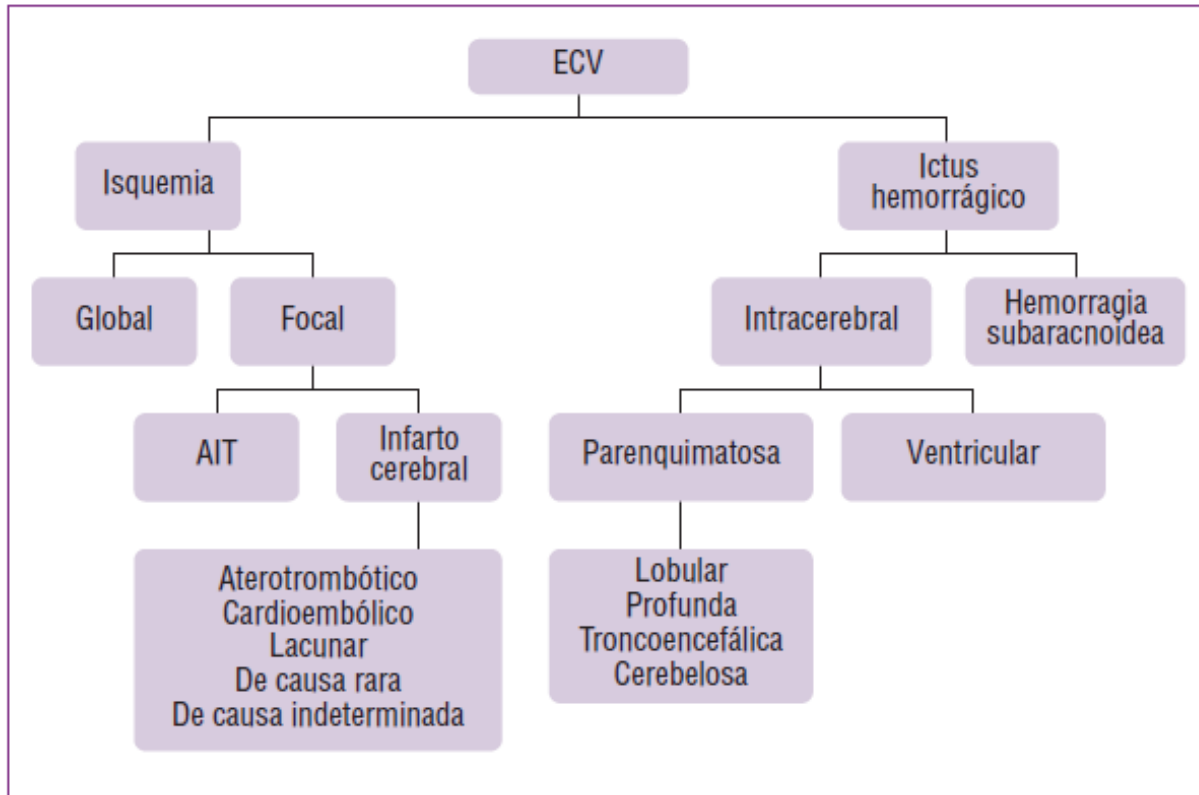 ECV
Isquemia
Ictus
hemorrágico
Global
Focal
Intracerebral
Hemorragia
subaracnoidea
AIT
Infarto
cerebral
Parenquimatosa
Ventricular
Aterotrombótico
Cardioembólico
Lacunar
De causa rara
De causa indeterminada
Lobular
Profunda
Troncoencefálica
Cerebelosa